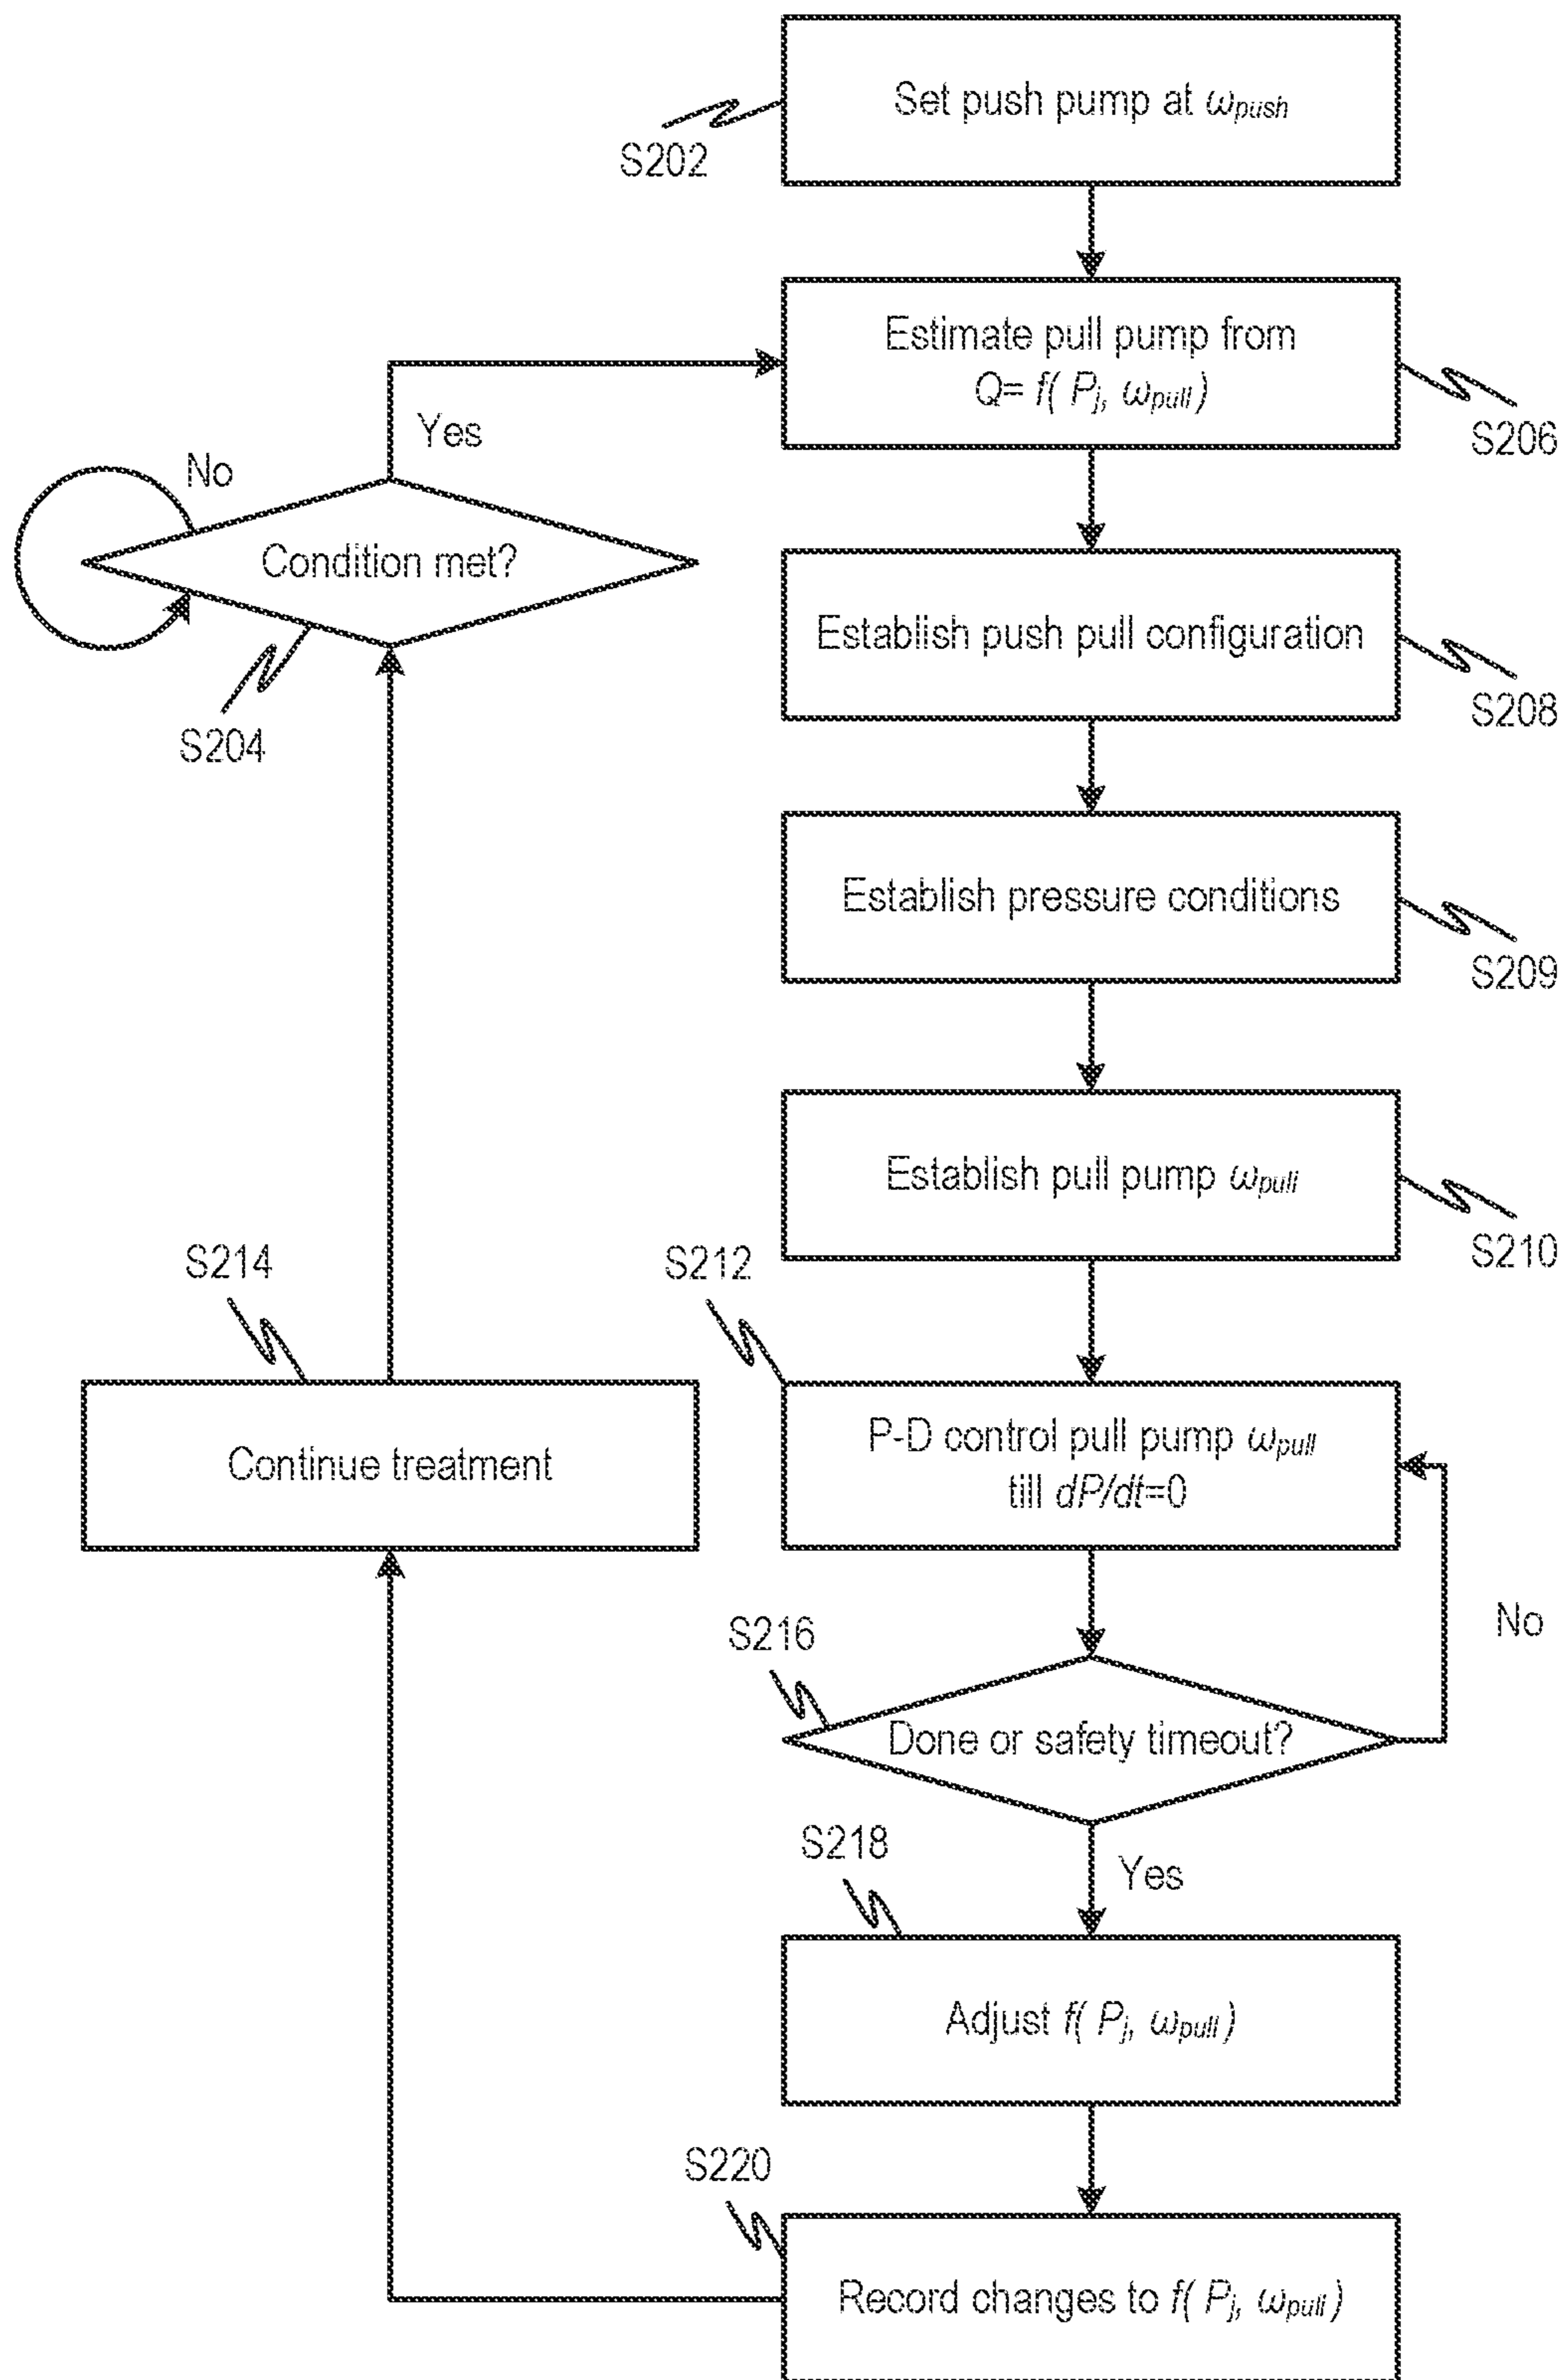 Set push pump at ωpush
S202
Estimate pull pump from
Q= f( Pj, ωpull )
S206
Yes
No
Condition met?
S204
Establish push pull configuration
S208
Establish pressure conditions
S209
Establish pull pump ωpull
S210
S214
S212
Continue treatment
P-D control pull pump ωpull
till dP/dt=0
No
S216
Done or safety timeout?
S218
Yes
Adjust f( Pj, ωpull )
S220
Record changes to f( Pj, ωpull )